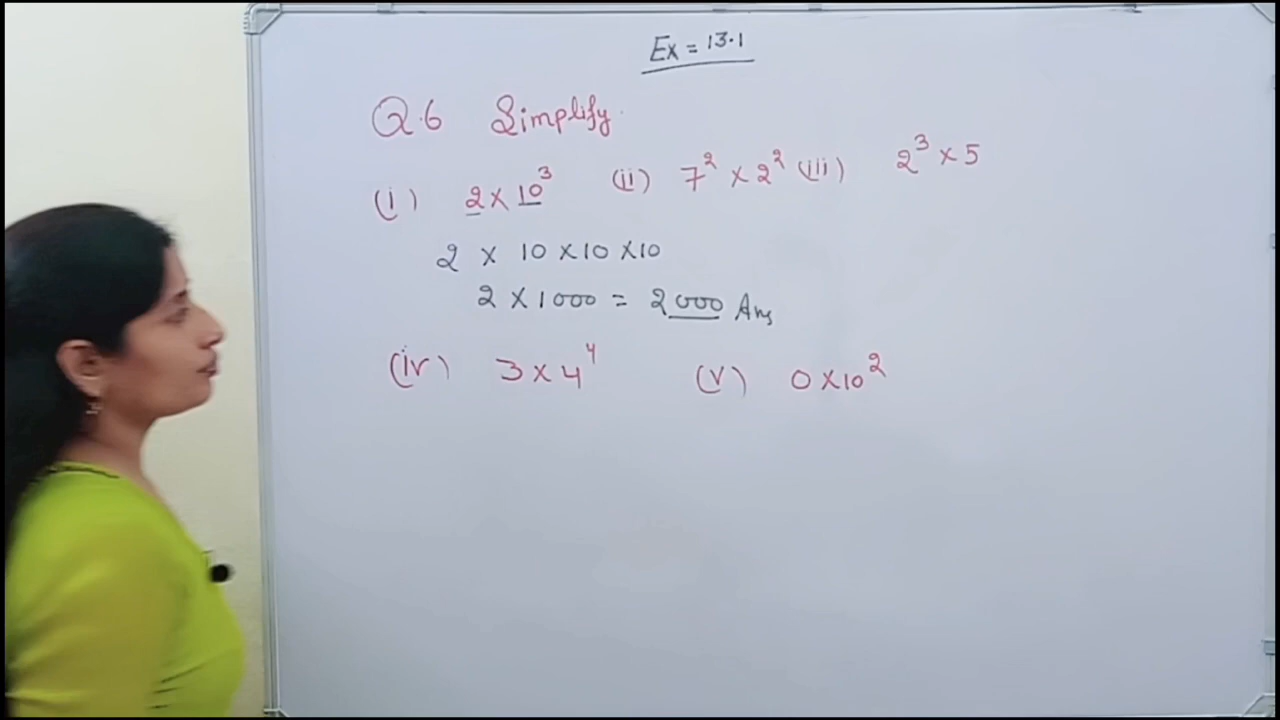 Ex = 13.1
Q.6 Simplify.
(i) 2 × 10³ (ii) 7² × 2² (iii) 2³ × 5
2 × 10 × 10 × 10
2 × 1000 = 2000 Ans
(iv) 3 × 4⁴ (v) 0 × 10²